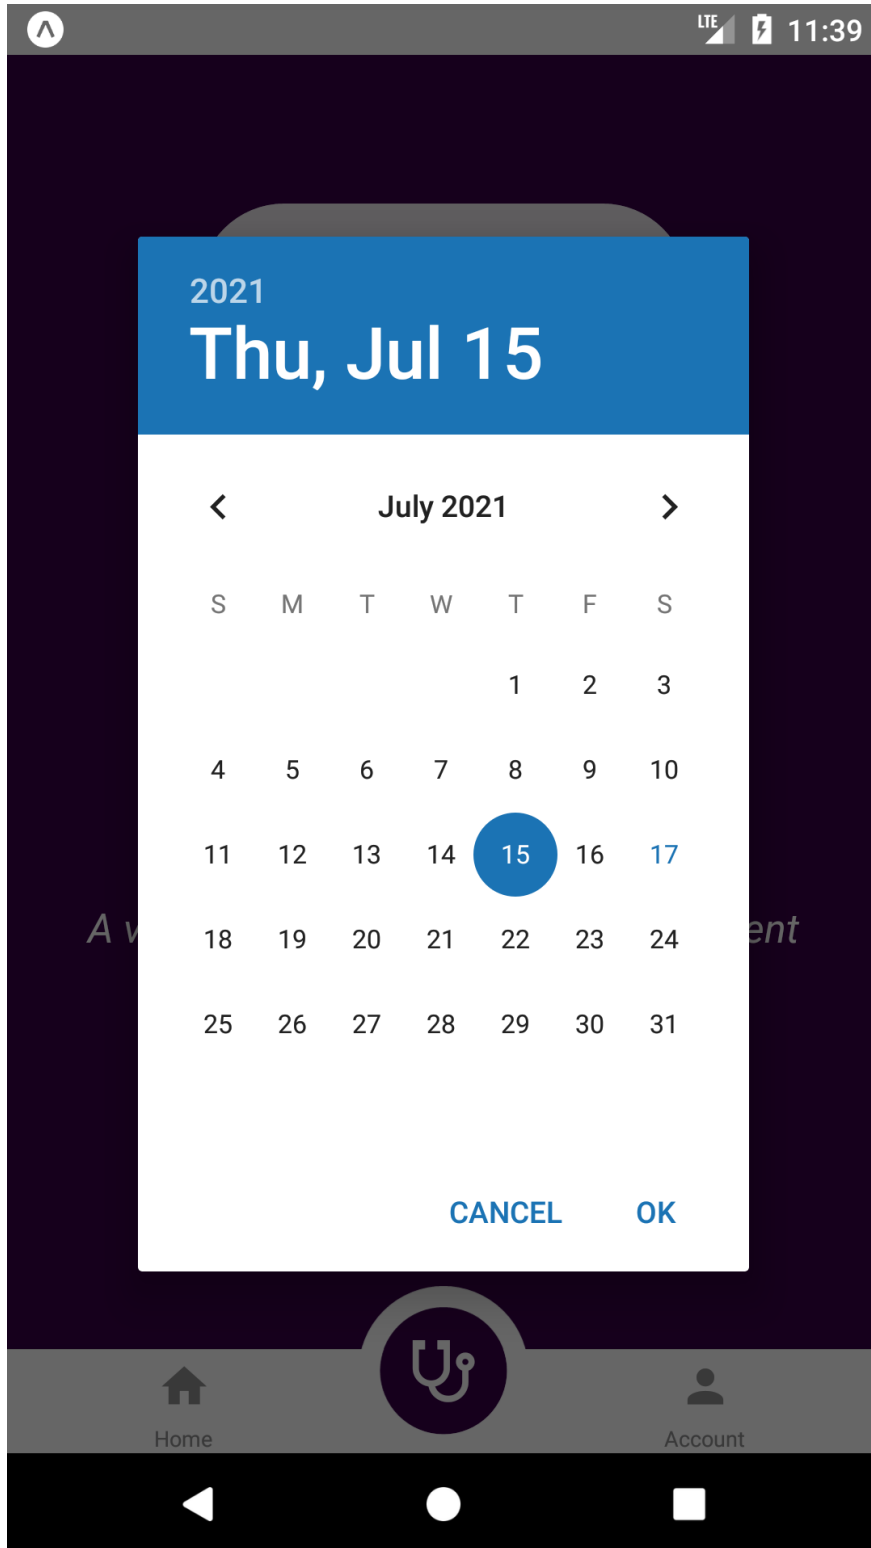 LTE 11:39
2021
Thu, Jul 15
July 2021
S M T W T F S
1 2 3
4 5 6 7 8 9 10
11 12 13 14 15 16 17
A ent
18 19 20 21 22 23 24
25 26 27 28 29 30 31
CANCEL OK
Home Account